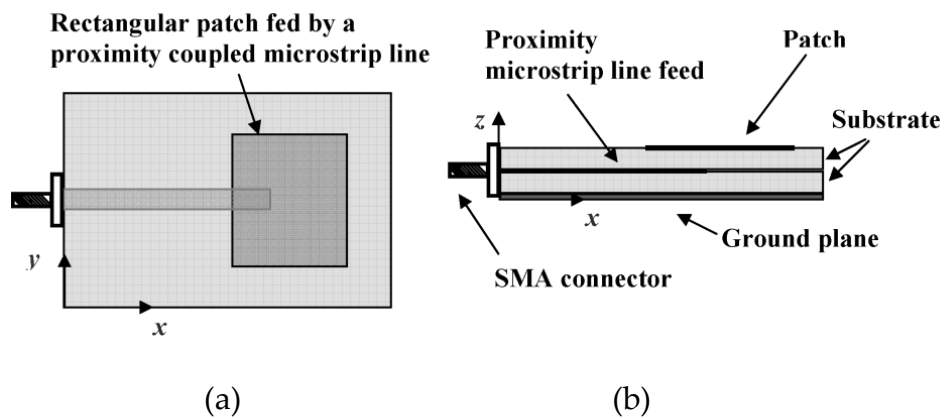 Rectangular patch fed by a
proximity coupled microstrip line
y
x
(a)
Proximity
microstrip line feed
Patch
z
Substrate
x
Ground plane
SMA connector
(b)